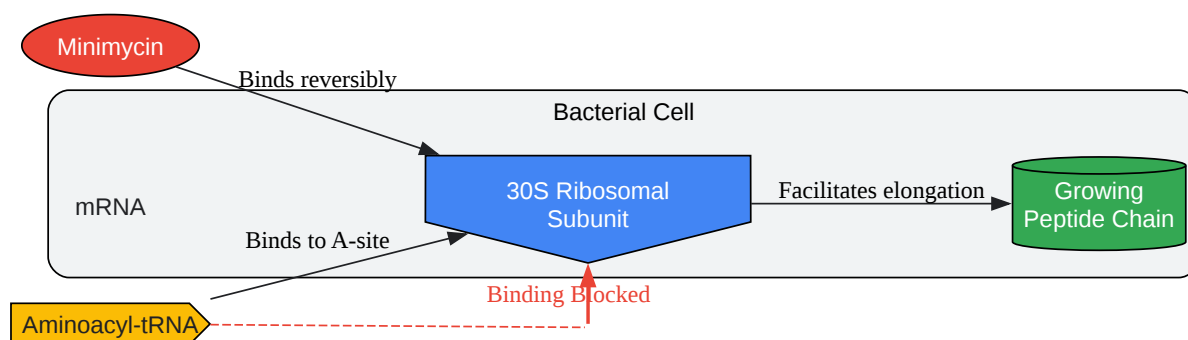 Minimycin
Binds reversibly
Bacterial Cell
30S Ribosomal
Subunit
Facilitates elongation
Growing
Peptide Chain
mRNA
Binds to A-site
Binding Blocked
Aminoacyl-tRNA